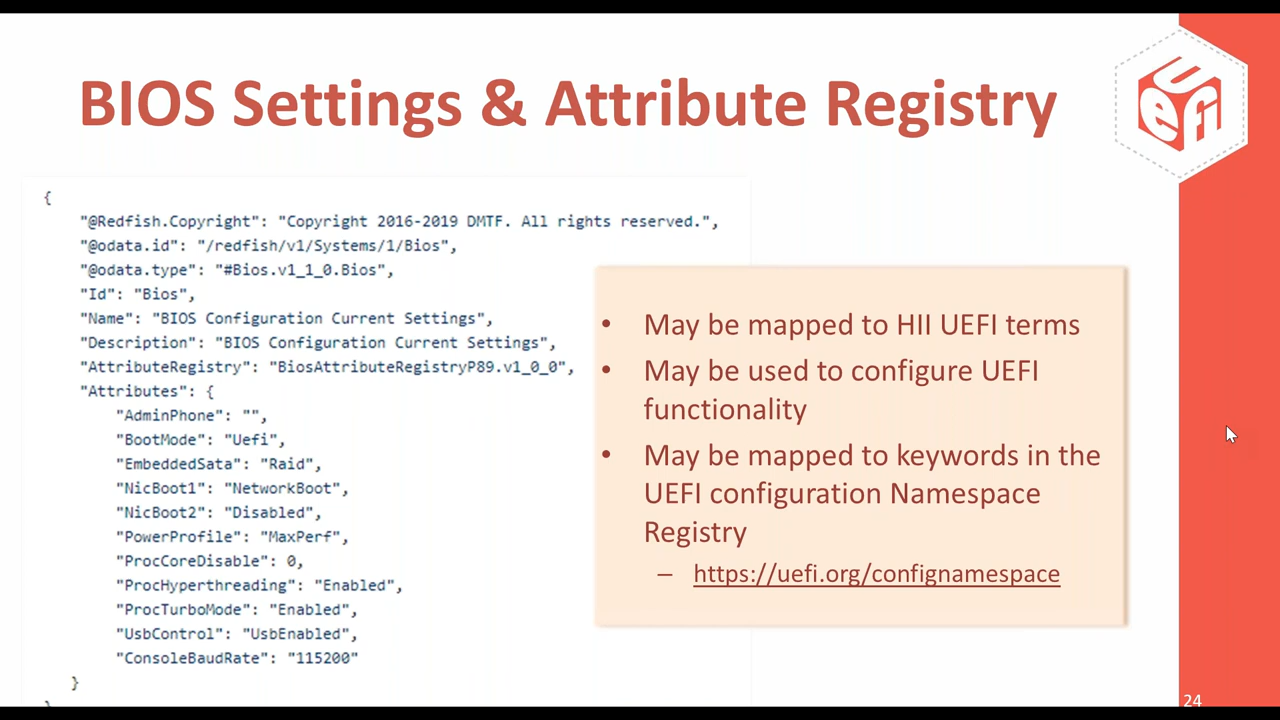 BIOS Settings & Attribute Registry
uefi
{
"@Redfish.Copyright": "Copyright 2016-2019 DMTF. All rights reserved.",
"@odata.id": "/redfish/v1/Systems/1/Bios",
"@odata.type": "#Bios.v1_1_0.Bios",
"Id": "Bios",
"Name": "BIOS Configuration Current Settings",
"Description": "BIOS Configuration Current Settings",
"AttributeRegistry": "BiosAttributeRegistryP89.v1_0_0",
"Attributes": {
"AdminPhone": "",
"BootMode": "Uefi",
"EmbeddedSata": "Raid",
"NicBoot1": "NetworkBoot",
"NicBoot2": "Disabled",
"PowerProfile": "MaxPerf",
"ProcCoreDisable": 0,
"ProcHyperthreading": "Enabled",
"ProcTurboMode": "Enabled",
"UsbControl": "UsbEnabled",
"ConsoleBaudRate": "115200"
}
}
• May be mapped to HII UEFI terms
• May be used to configure UEFI
functionality
• May be mapped to keywords in the
UEFI configuration Namespace
Registry
– https://uefi.org/confignamespace
24